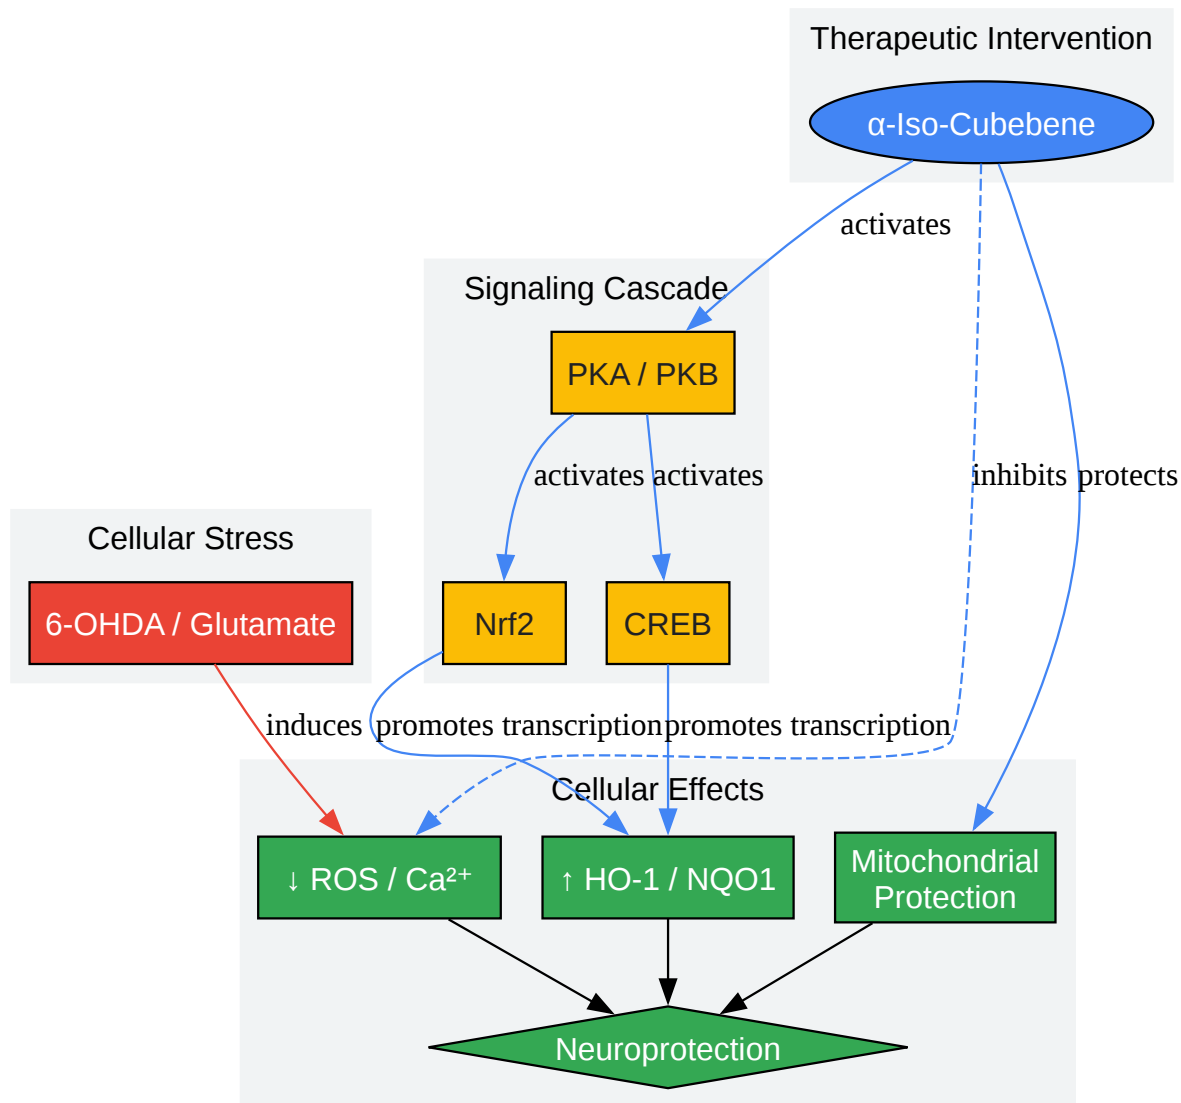 Therapeutic Intervention
α-Iso-Cubebene
activates
Signaling Cascade
PKA / PKB
activates
activates
inhibits
protects
Cellular Stress
6-OHDA / Glutamate
Nrf2
CREB
induces
promotes transcription
promotes transcription
Cellular Effects
↓ ROS / Ca²⁺
↑ HO-1 / NQO1
Mitochondrial
Protection
Neuroprotection